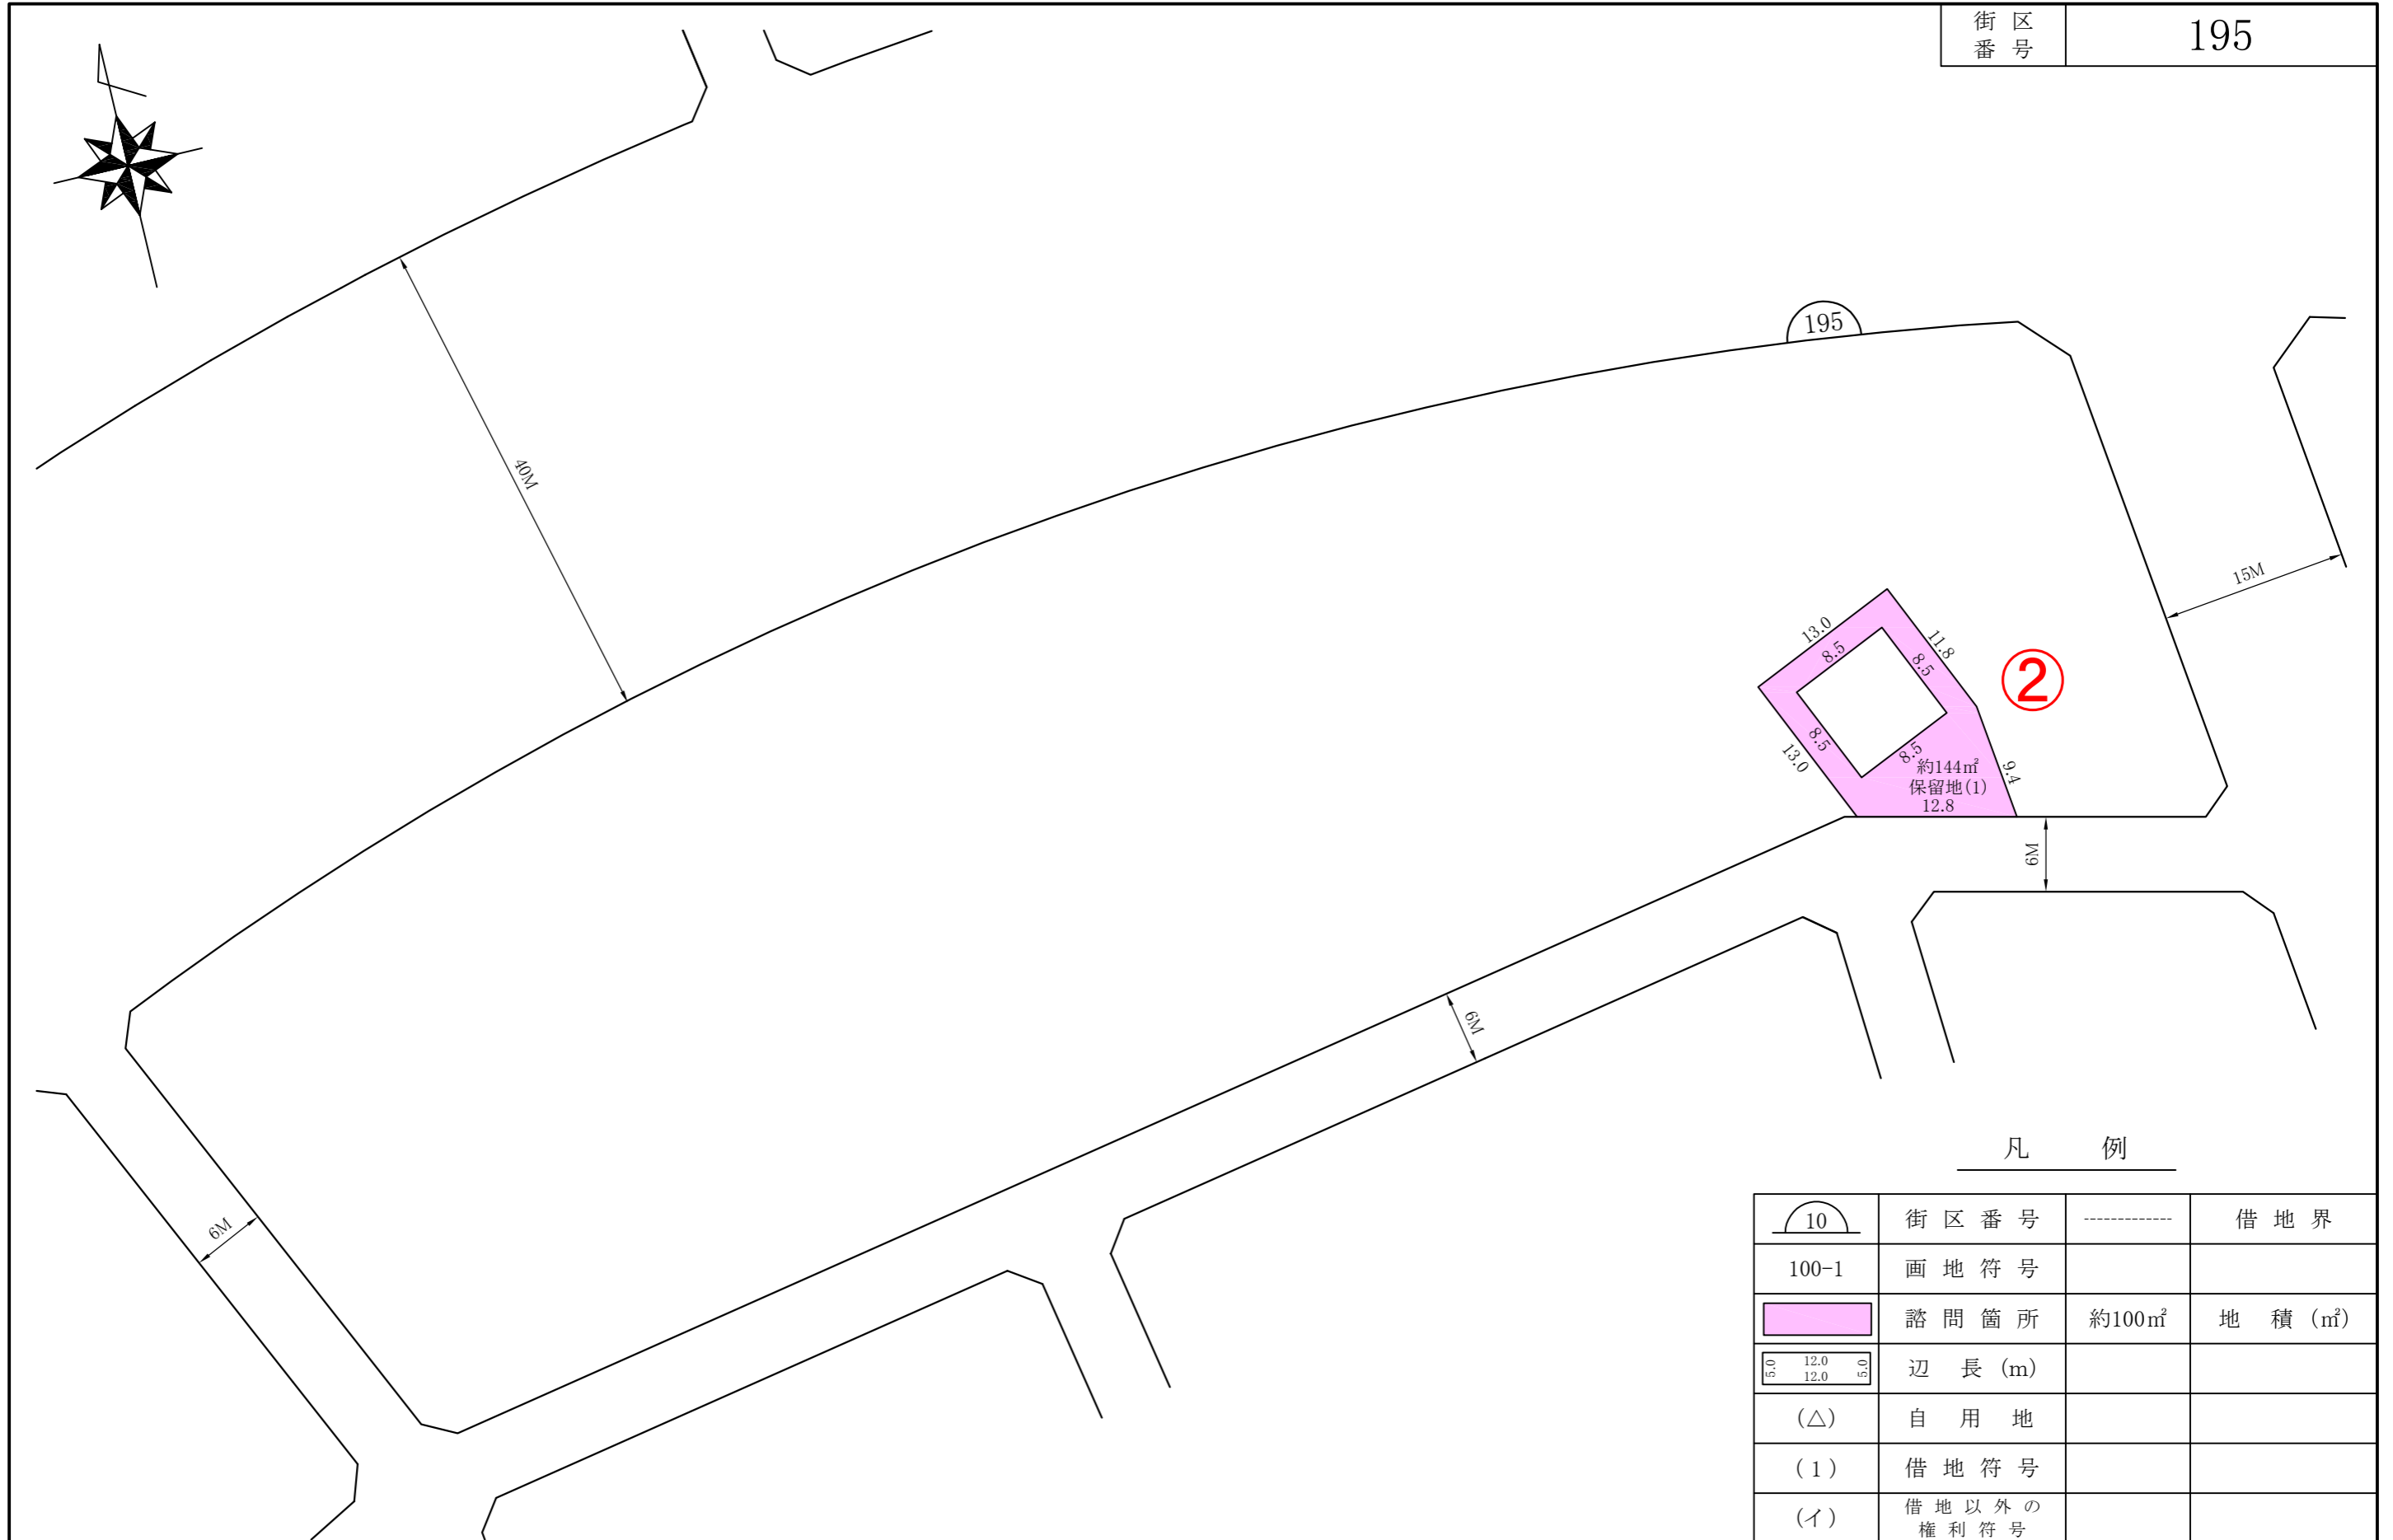 街区
番号
195
195
40M
15M
13.0
11.8
8.5
8.5
②
8.5
13.0
8.5
9.4
約144㎡
保留地(1)
12.8
6M
6M
6M
凡 例
10 街区番号 ------------- 借地界
100-1 画地符号
諮問箇所 約100㎡ 地積(㎡)
5.0 12.0 12.0 5.0 辺長(m)
(△) 自用地
(1) 借地符号
(イ) 借地以外の
権利符号